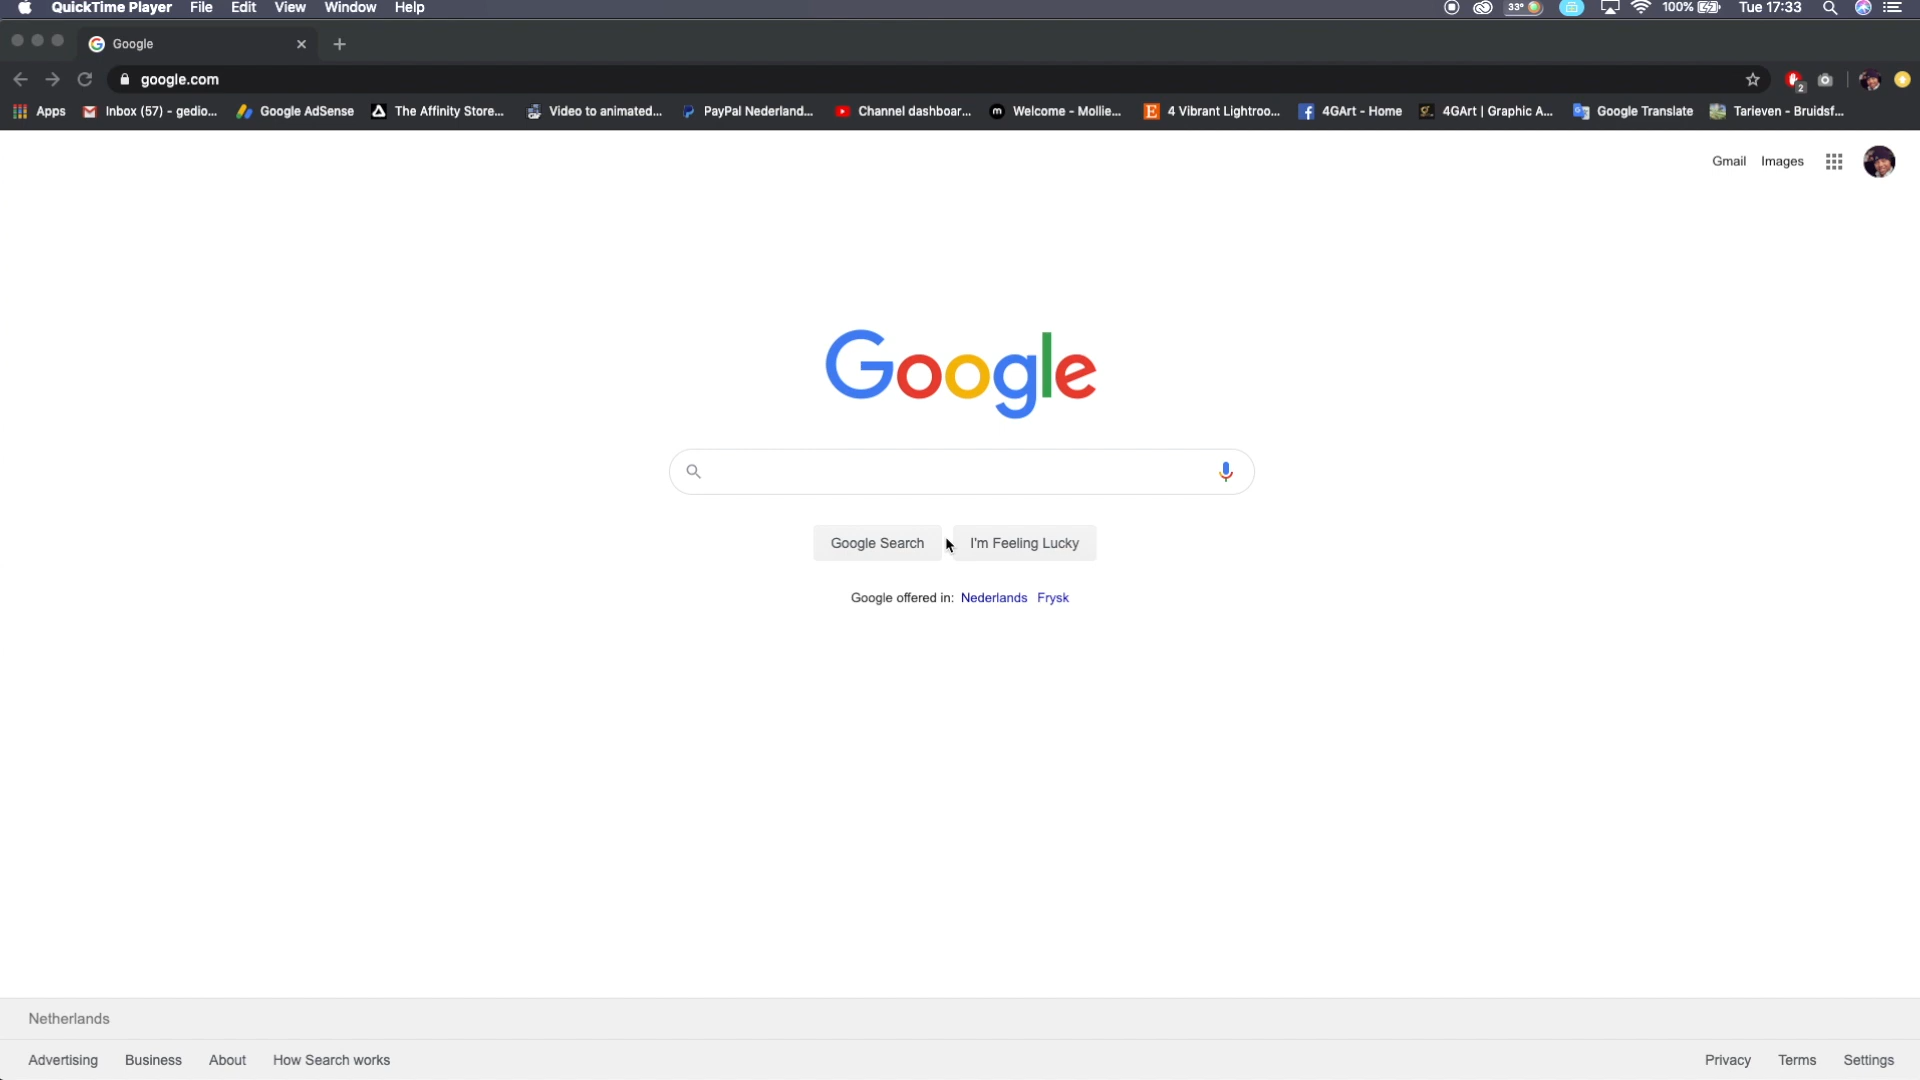 QuickTime Player File Edit View Window Help 33° 100% Tue 17:33
Google
google.com 2
Apps Inbox (57) - gedio... Google AdSense The Affinity Store... Video to animated... PayPal Nederland... Channel dashboar... Welcome - Mollie... 4 Vibrant Lightroo... 4GArt - Home 4GArt | Graphic A... Google Translate Tarieven - Bruidsf...
Gmail Images
Google
Google Search I'm Feeling Lucky
Google offered in: Nederlands Frysk
Netherlands
Advertising Business About How Search works Privacy Terms Settings